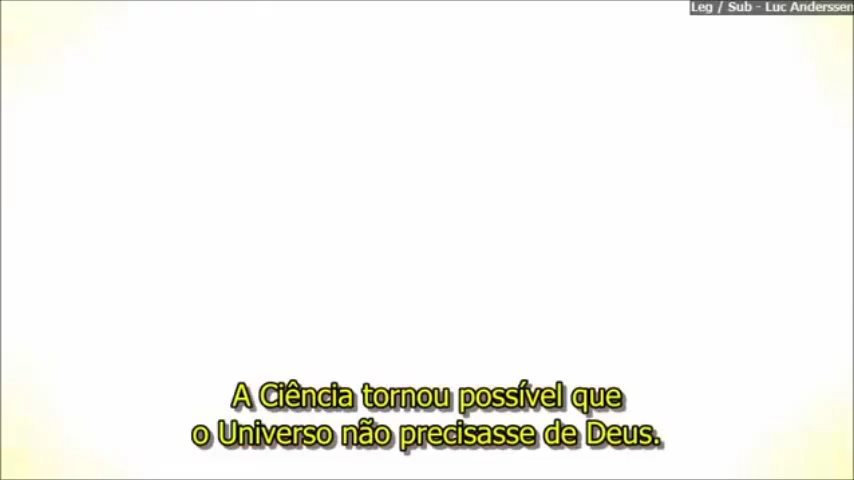 Leg / Sub - Luc Anderssen
A Ciência tornou possível que
o Universo não precisasse de Deus.